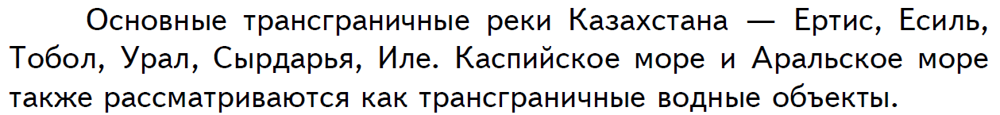 Основные трансграничные реки Казахстана — Ертис, Есиль,
Тобол, Урал, Сырдарья, Иле. Каспийское море и Аральское море
также рассматриваются как трансграничные водные объекты.